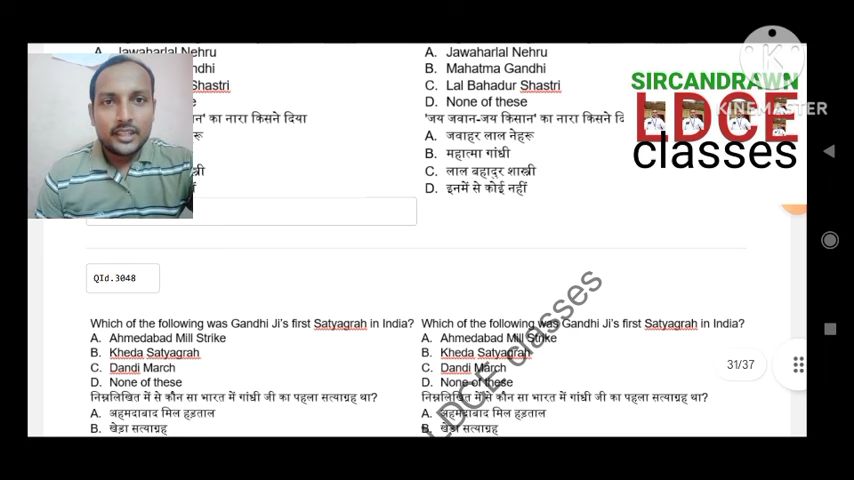 A. Jawaharlal Nehru
ndhi
Shastri
e
ान' का नारा किसने दिया
रू
त्री
ीं
A. Jawaharlal Nehru
B. Mahatma Gandhi
C. Lal Bahadur Shastri
D. None of these
'जय जवान-जय किसान' का नारा किसने दि
A. जवाहर लाल नेहरू
B. महात्मा गांधी
C. लाल बहादुर शास्त्री
D. इनमें से कोई नहीं
SIRCANDRAWN
LDCE
classes
KINEMASTER
QId.3048
Which of the following was Gandhi Ji's first Satyagrah in India?
A. Ahmedabad Mill Strike
B. Kheda Satyagrah
C. Dandi March
D. None of these
निम्नलिखित में से कौन सा भारत में गांधी जी का पहला सत्याग्रह था?
A. अहमदाबाद मिल हड़ताल
B. खेड़ा सत्याग्रह
Which of the following was Gandhi Ji's first Satyagrah in India?
A. Ahmedabad Mill Strike
B. Kheda Satyagrah
C. Dandi March
D. None of these
निम्नलिखित में से कौन सा भारत में गांधी जी का पहला सत्याग्रह था?
A. अहमदाबाद मिल हड़ताल
B. खेड़ा सत्याग्रह
LDCE classes
31/37